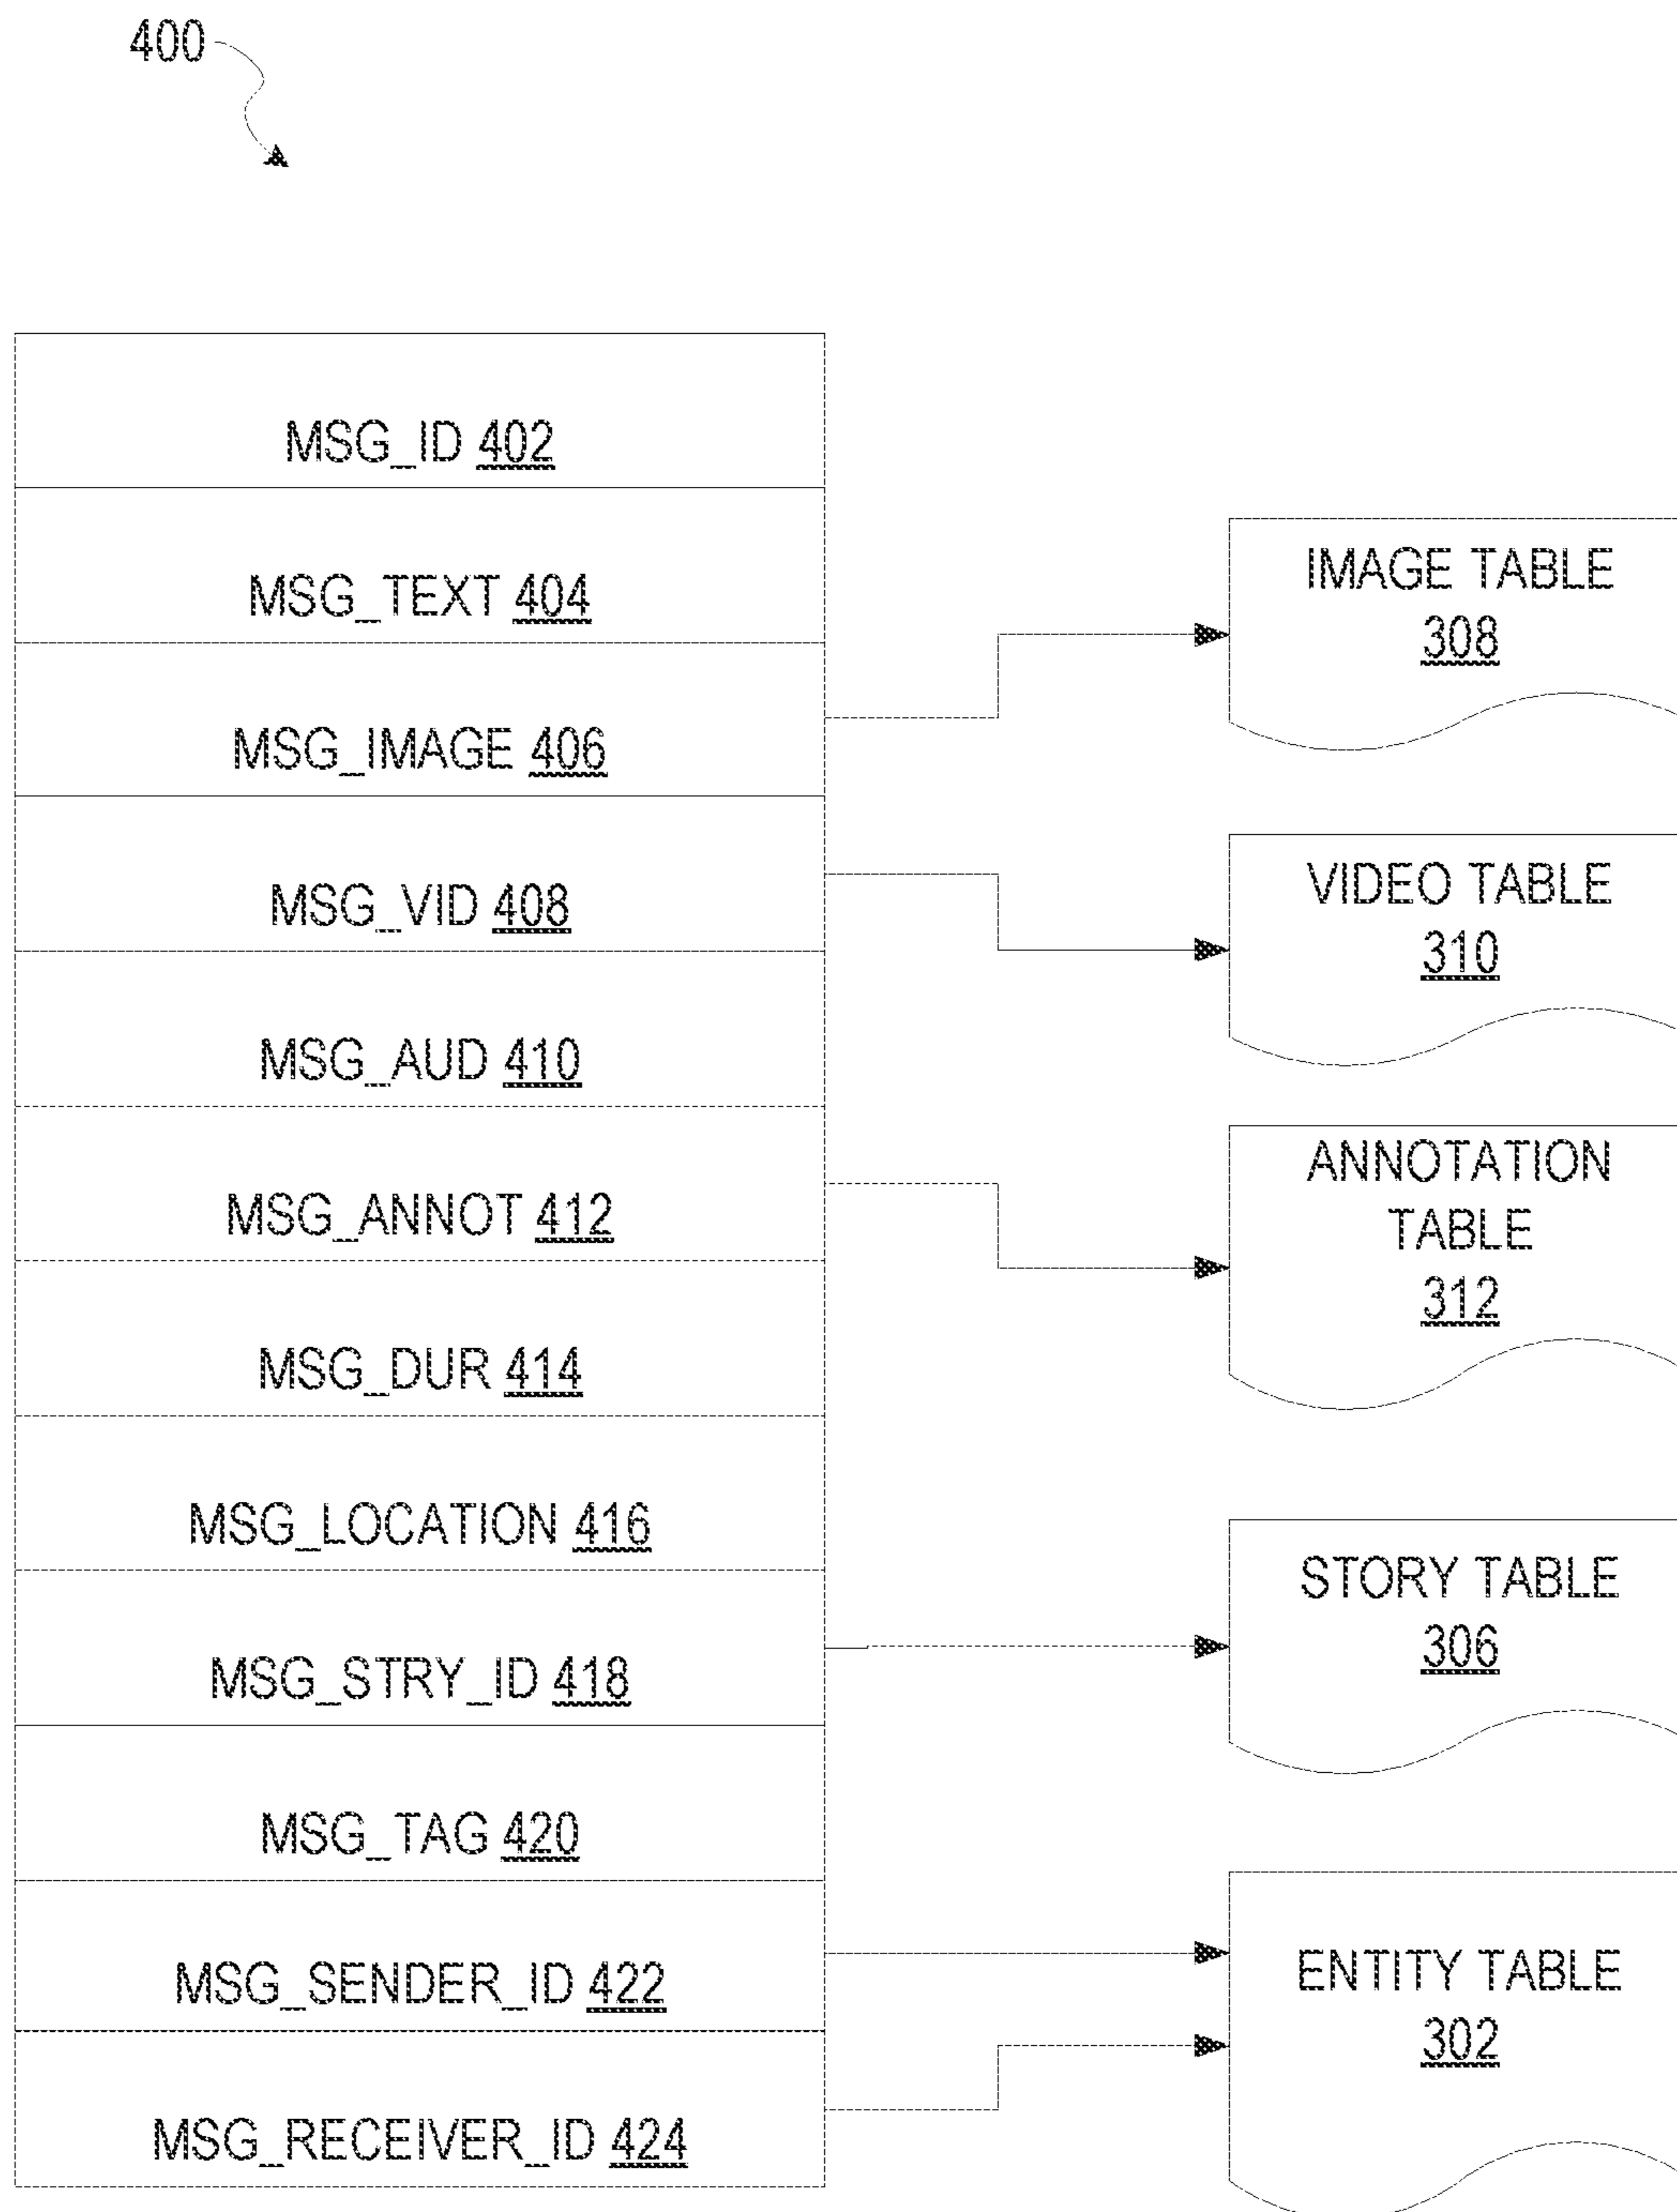 400
MSG_ID 402
MSG_TEXT 404
MSG_IMAGE 406
MSG_VID 408
MSG_AUD 410
MSG_ANNOT 412
MSG_DUR 414
MSG_LOCATION 416
MSG_STRY_ID 418
MSG_TAG 420
MSG_SENDER_ID 422
MSG_RECEIVER_ID 424
IMAGE TABLE
308
VIDEO TABLE
310
ANNOTATION
TABLE
312
STORY TABLE
306
ENTITY TABLE
302